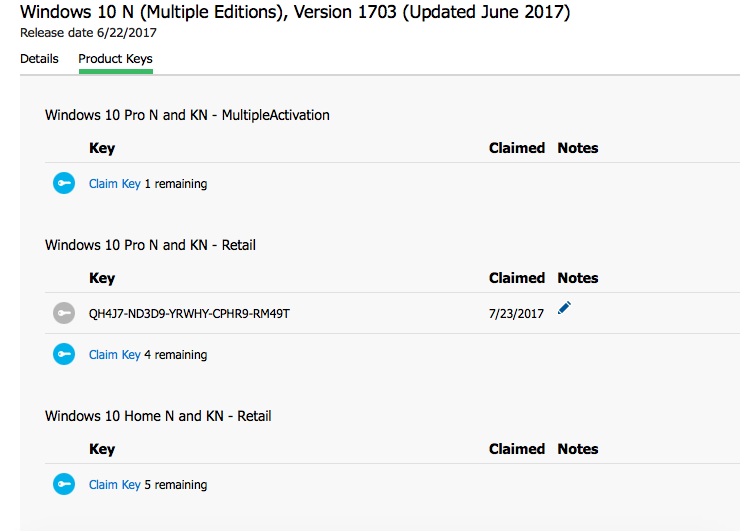 Windows 10 N (Multiple Editions), Version 1703 (Updated June 2017)
Release date 6/22/2017
Details Product Keys
Windows 10 Pro N and KN - MultipleActivation
Key Claimed Notes
Claim Key 1 remaining
Windows 10 Pro N and KN - Retail
Key Claimed Notes
QH4J7-ND3D9-YRWHY-CPHR9-RM49T 7/23/2017
Claim Key 4 remaining
Windows 10 Home N and KN - Retail
Key Claimed Notes
Claim Key 5 remaining